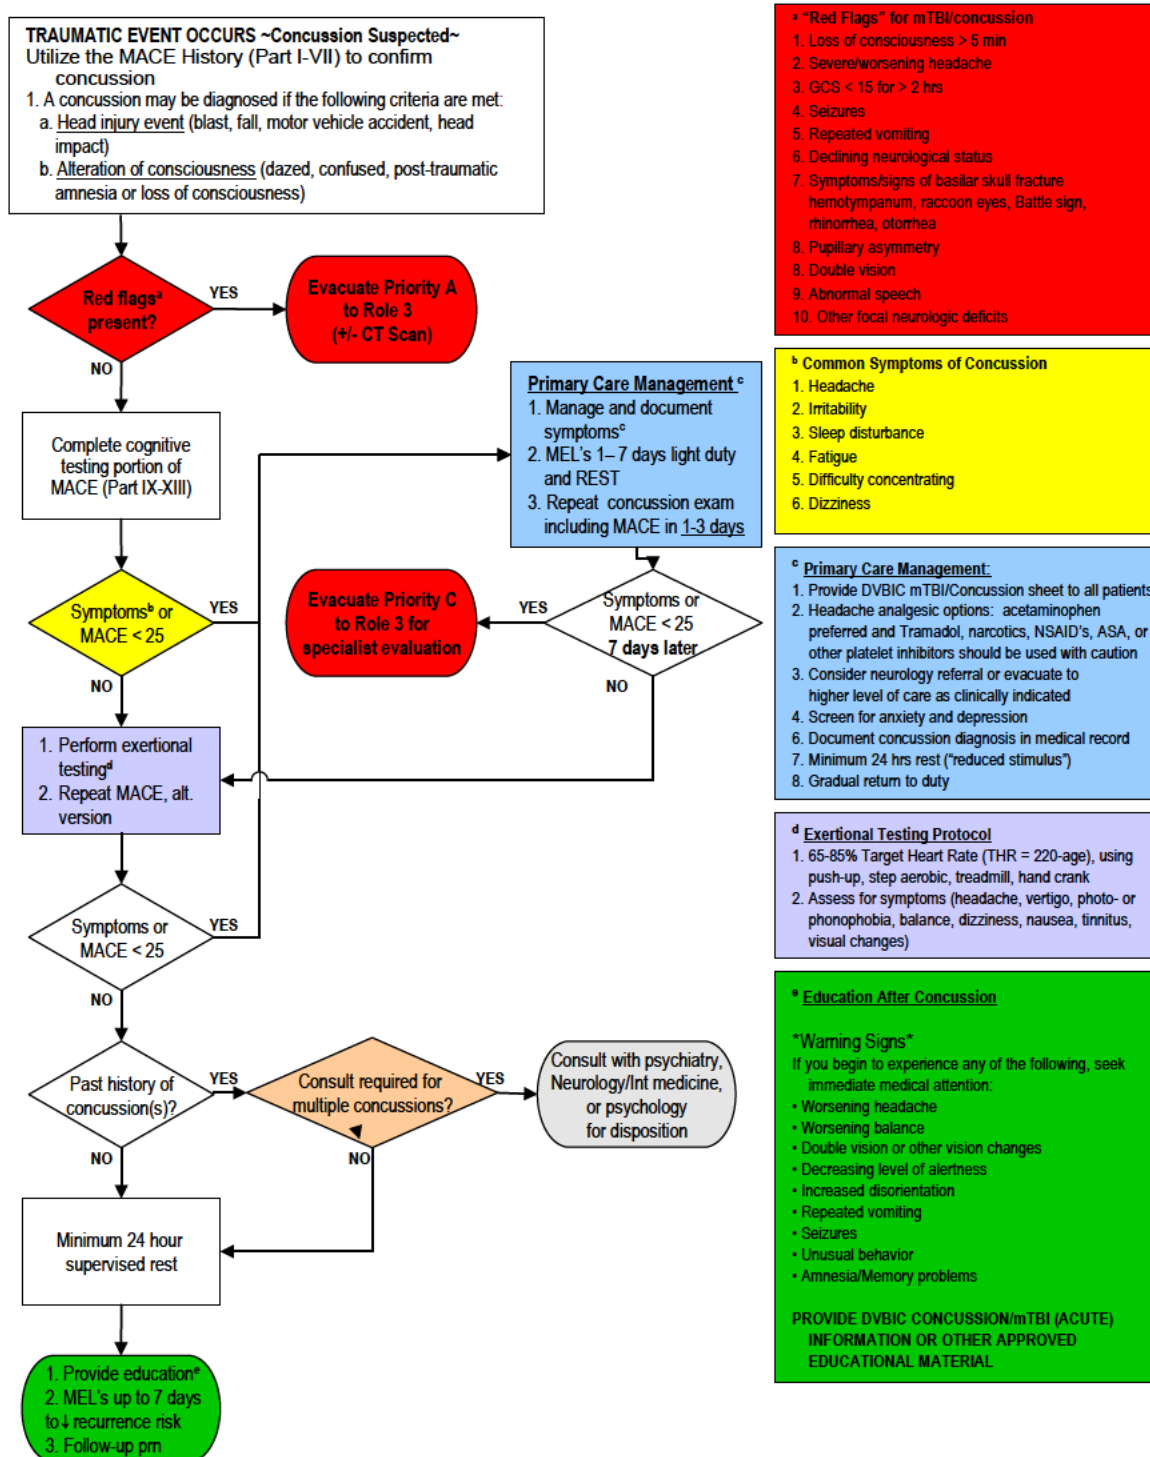 TRAUMATIC EVENT OCCURS ~Concussion Suspected~
Utilize the MACE History (Part I-VII) to confirm
concussion
1. A concussion may be diagnosed if the following criteria are met:
a. Head injury event (blast, fall, motor vehicle accident, head
impact)
b. Alteration of consciousness (dazed, confused, post-traumatic
amnesia or loss of consciousness)
Red flagsª
present?
YES
NO
Evacuate Priority A
to Role 3
(+/- CT Scan)
Complete cognitive
testing portion of
MACE (Part IX-XIII)
Symptomsᵇ or
MACE < 25
YES
NO
Primary Care Management ᶜ
1. Manage and document
symptomsᶜ
2. MEL's 1– 7 days light duty
and REST
3. Repeat concussion exam
including MACE in 1-3 days
Symptoms or
MACE < 25
7 days later
YES
NO
Evacuate Priority C
to Role 3 for
specialist evaluation
1. Perform exertional
testingᵈ
2. Repeat MACE, alt.
version
Symptoms or
MACE < 25
YES
NO
Past history of
concussion(s)?
YES
NO
Consult required for
multiple concussions?
YES
NO
Consult with psychiatry,
Neurology/Int medicine,
or psychology
for disposition
Minimum 24 hour
supervised rest
1. Provide educationᵉ
2. MEL's up to 7 days
to ↓ recurrence risk
3. Follow-up prn
ª "Red Flags" for mTBI/concussion
1. Loss of consciousness > 5 min
2. Severe/worsening headache
3. GCS < 15 for > 2 hrs
4. Seizures
5. Repeated vomiting
6. Declining neurological status
7. Symptoms/signs of basilar skull fracture
hemotympanum, raccoon eyes, Battle sign,
rhinorrhea, otorrhea
8. Pupillary asymmetry
8. Double vision
9. Abnormal speech
10. Other focal neurologic deficits
ᵇ Common Symptoms of Concussion
1. Headache
2. Irritability
3. Sleep disturbance
4. Fatigue
5. Difficulty concentrating
6. Dizziness
ᶜ Primary Care Management:
1. Provide DVBIC mTBI/Concussion sheet to all patients
2. Headache analgesic options: acetaminophen
preferred and Tramadol, narcotics, NSAID's, ASA, or
other platelet inhibitors should be used with caution
3. Consider neurology referral or evacuate to
higher level of care as clinically indicated
4. Screen for anxiety and depression
6. Document concussion diagnosis in medical record
7. Minimum 24 hrs rest ("reduced stimulus")
8. Gradual return to duty
ᵈ Exertional Testing Protocol
1. 65-85% Target Heart Rate (THR = 220-age), using
push-up, step aerobic, treadmill, hand crank
2. Assess for symptoms (headache, vertigo, photo- or
phonophobia, balance, dizziness, nausea, tinnitus,
visual changes)
ᵉ Education After Concussion
*Warning Signs*
If you begin to experience any of the following, seek
immediate medical attention:
• Worsening headache
• Worsening balance
• Double vision or other vision changes
• Decreasing level of alertness
• Increased disorientation
• Repeated vomiting
• Seizures
• Unusual behavior
• Amnesia/Memory problems
PROVIDE DVBIC CONCUSSION/mTBI (ACUTE)
INFORMATION OR OTHER APPROVED
EDUCATIONAL MATERIAL